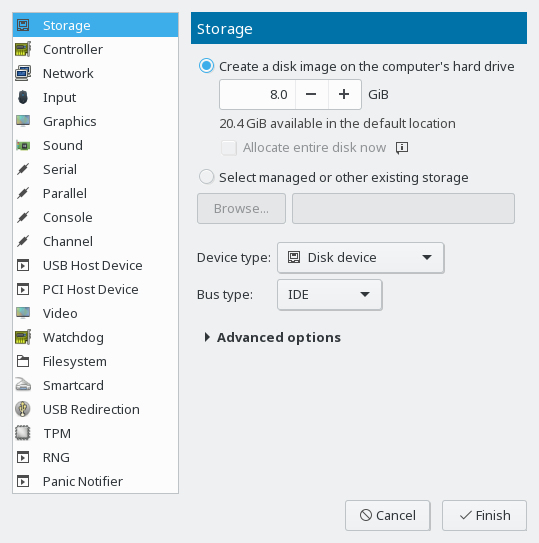 Storage
Controller
Network
Input
Graphics
Sound
Serial
Parallel
Console
Channel
USB Host Device
PCI Host Device
Video
Watchdog
Filesystem
Smartcard
USB Redirection
TPM
RNG
Panic Notifier
Storage
Create a disk image on the computer's hard drive
8.0 − + GiB
20.4 GiB available in the default location
Allocate entire disk now
Select managed or other existing storage
Browse...
Device type: Disk device
Bus type: IDE
Advanced options
Cancel Finish